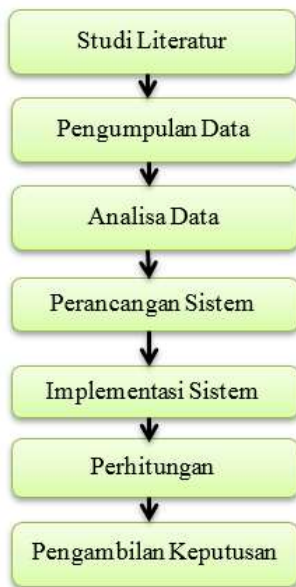 Studi Literatur
Pengumpulan Data
Analisa Data
Perancangan Sistem
Implementasi Sistem
Perhitungan
Pengambilan Keputusan